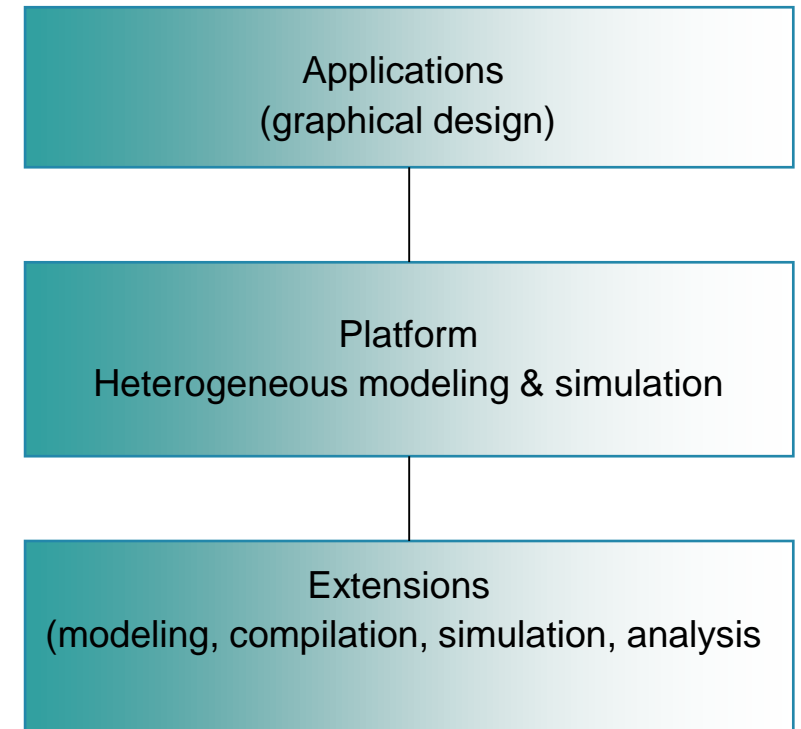 Applications
(graphical design)
Platform
Heterogeneous modeling & simulation
Extensions
(modeling, compilation, simulation, analysis